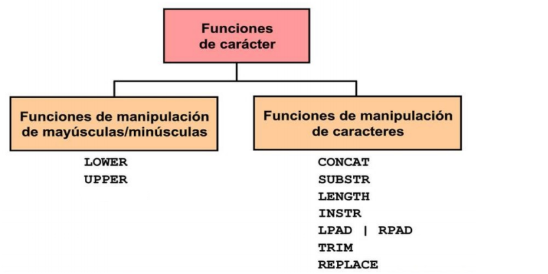 Funciones
de carácter
Funciones de manipulación
de mayúsculas/minúsculas
LOWER
UPPER
Funciones de manipulación
de caracteres
CONCAT
SUBSTR
LENGTH
INSTR
LPAD | RPAD
TRIM
REPLACE